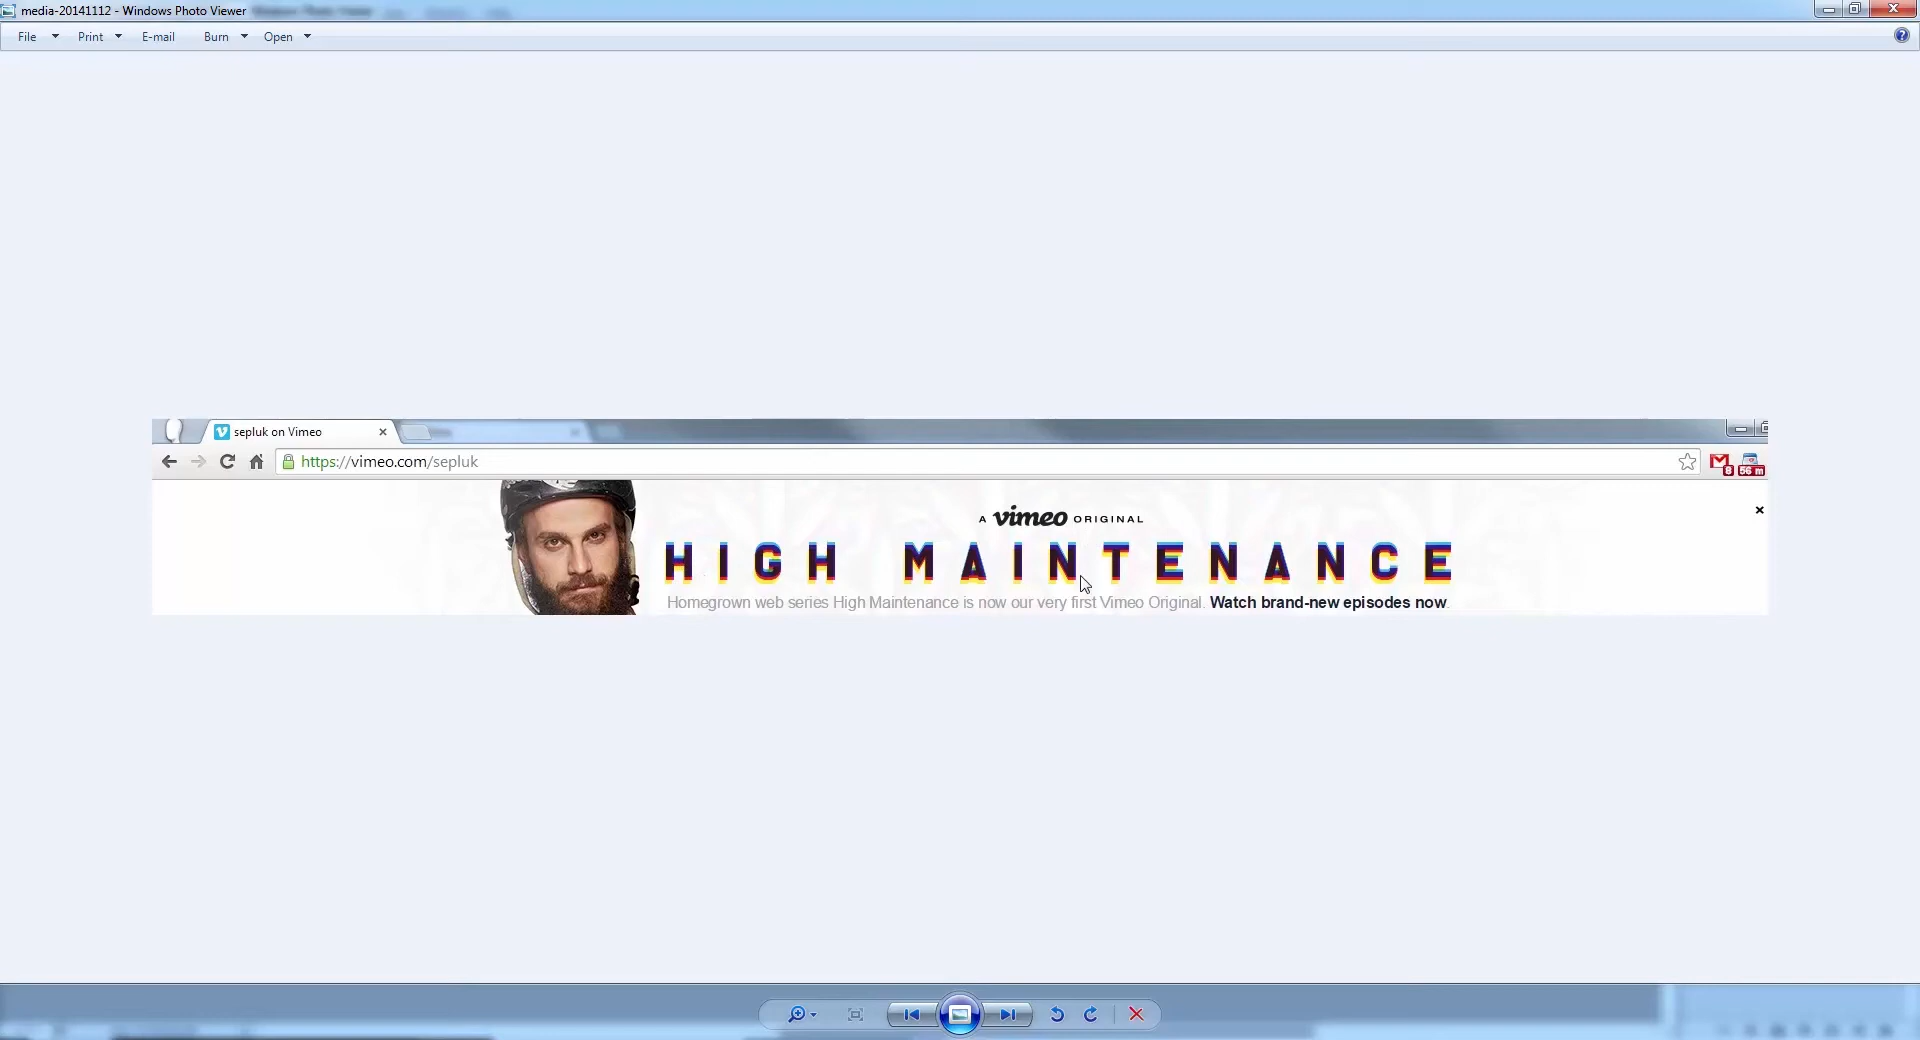 media-20141112 - Windows Photo Viewer
File Print E-mail Burn Open
sepluk on Vimeo
https://vimeo.com/sepluk
8 56 m
A vimeo ORIGINAL
HIGH MAINTENANCE
Homegrown web series High Maintenance is now our very first Vimeo Original. Watch brand-new episodes now.